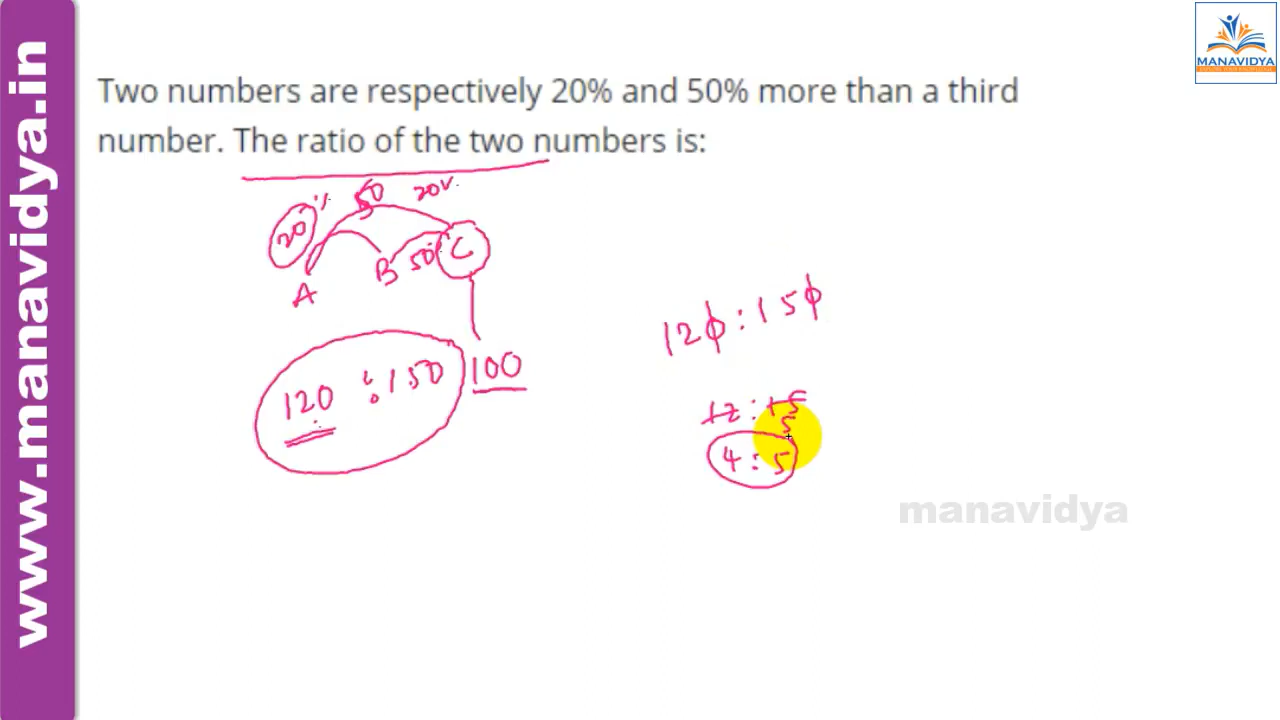 www.manavidya.in
MANAVIDYA
Two numbers are respectively 20% and 50% more than a third
number. The ratio of the two numbers is:
20% 50 20%
A B 50% C
120 : 150 100
120 : 150
12 : 15
5
4 : 5
manavidya